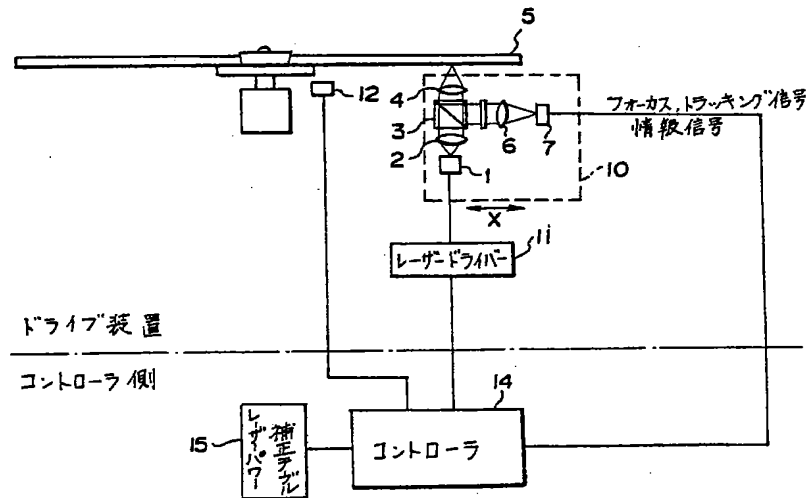 5
12
4
3
2
6
7
1
フォーカス,トラッキング信号
情報信号
10
X
11
レーザードライバー
ドライブ装置
コントローラ側
14
15
レーザーパワー
補正テーブル
コントローラ